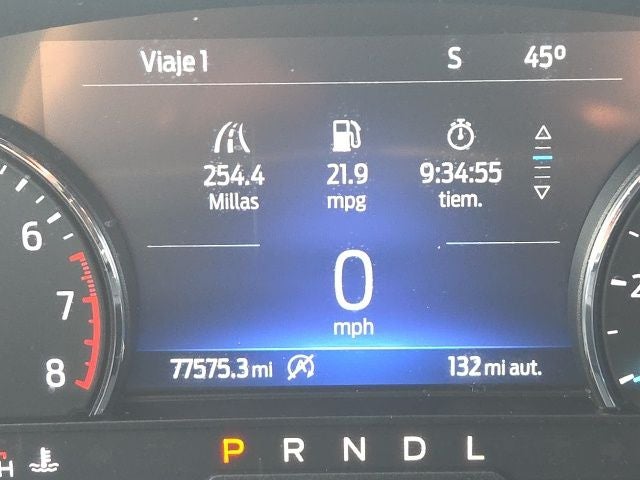 Viaje 1 S 45º
254.4 21.9 9:34:55
Millas mpg tiem.
6
7
8
0
mph
77575.3 mi 132 mi aut.
H P R N D L